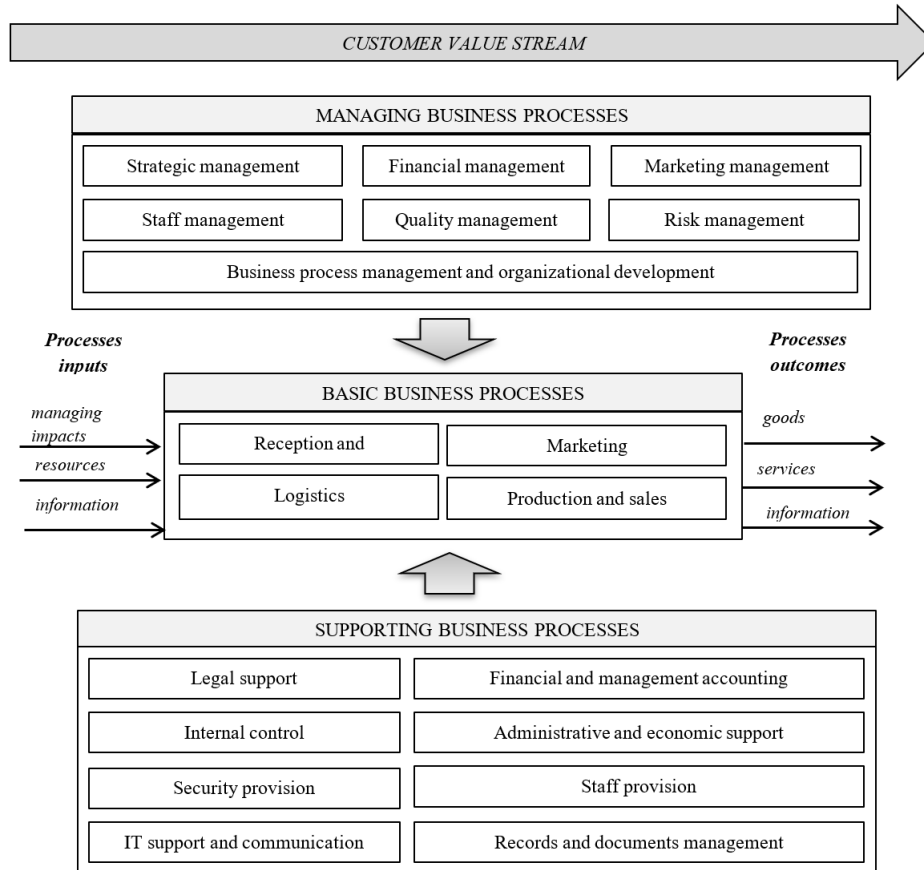 CUSTOMER VALUE STREAM
MANAGING BUSINESS PROCESSES
Strategic management
Financial management
Marketing management
Staff management
Quality management
Risk management
Business process management and organizational development
Processes
inputs
Processes
outcomes
BASIC BUSINESS PROCESSES
managing
impacts
resources
information
Reception and
Marketing
Logistics
Production and sales
goods
services
information
SUPPORTING BUSINESS PROCESSES
Legal support
Financial and management accounting
Internal control
Administrative and economic support
Security provision
Staff provision
IT support and communication
Records and documents management